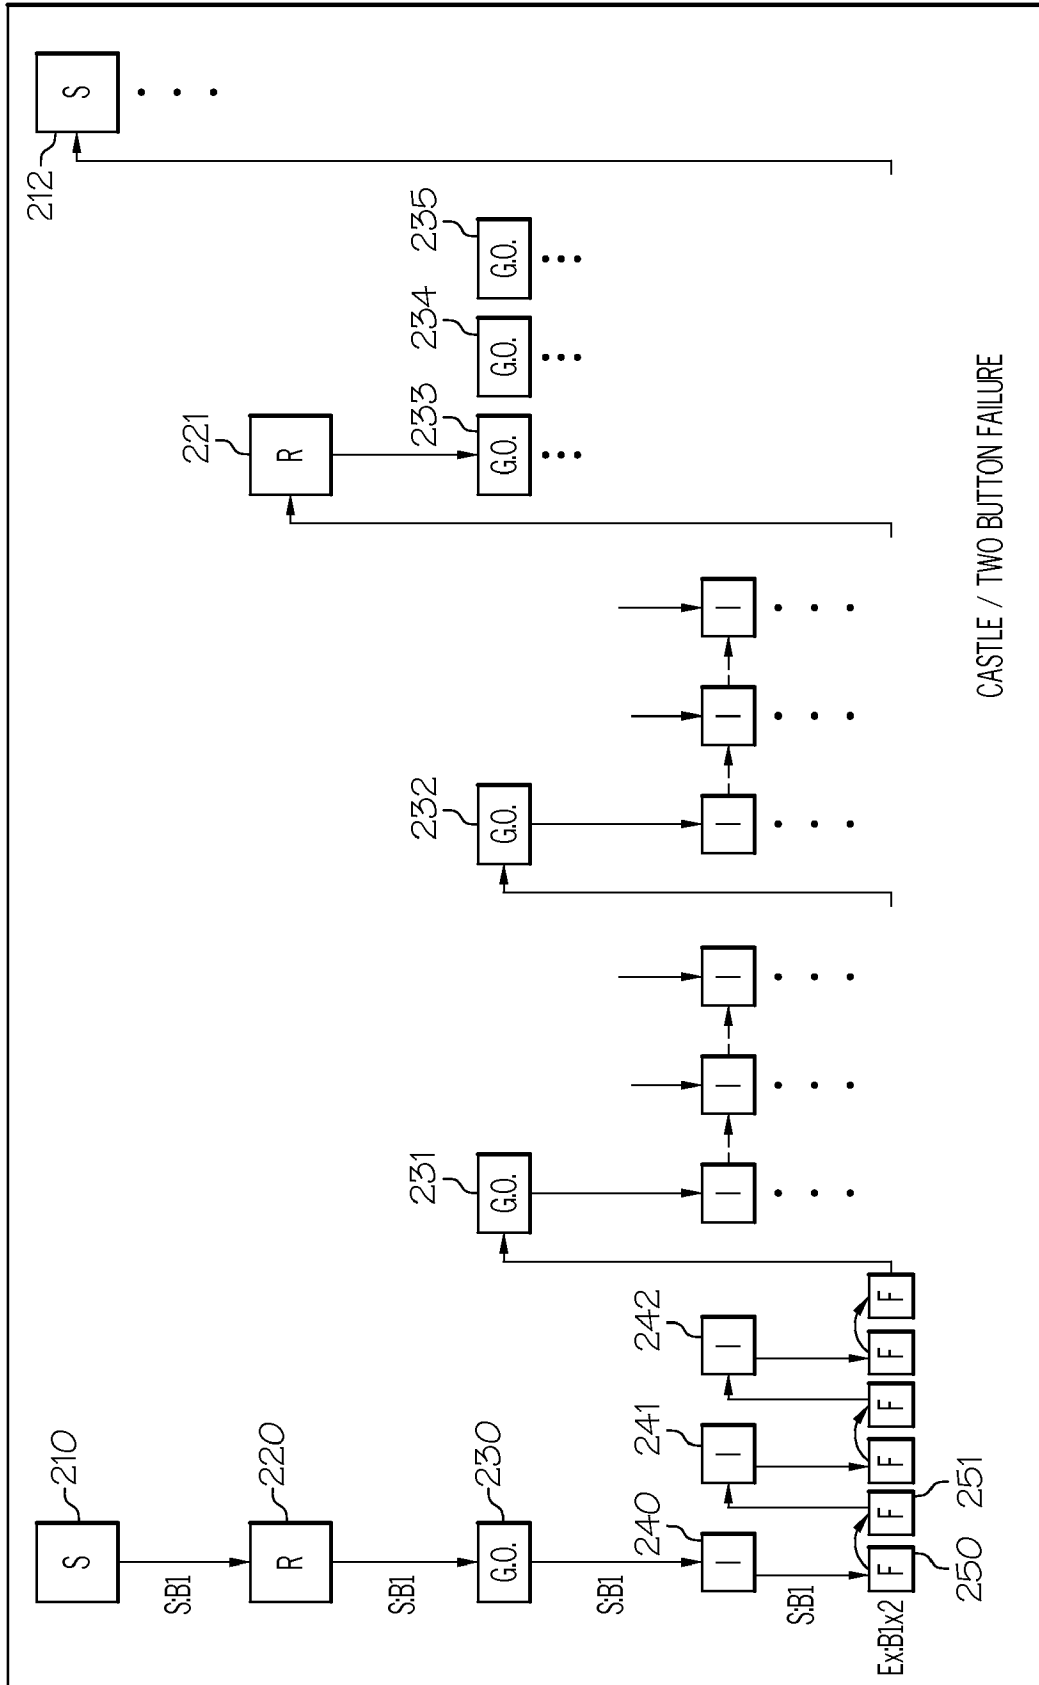 S
212
221
R
235
234
233
G.O.
G.O.
G.O.
232
G.O.
I
I
I
231
G.O.
I
I
I
210
S
S:B1
220
R
S:B1
230
G.O.
S:B1
240
241
242
I
I
I
S:B1
F
F
F
F
F
F
250
251
Ex:B1x2
CASTLE / TWO BUTTON FAILURE